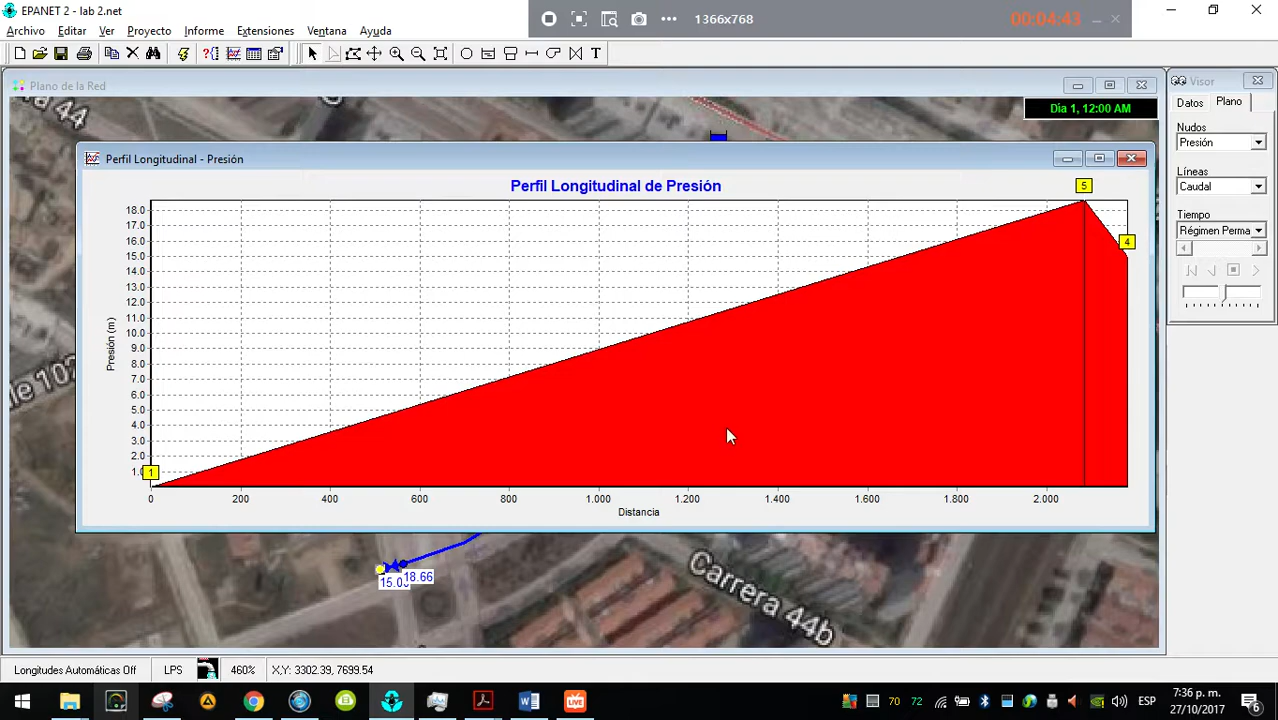 EPANET 2 - lab 2.net
1366x768
00:04:43
Archivo Editar Ver Proyecto Informe Extensiones Ventana Ayuda
Plano de la Red
Visor
Datos Plano
Nudos
Presión
Líneas
Caudal
Tiempo
Régimen Perma
Dia 1, 12:00 AM
Perfil Longitudinal - Presión
Perfil Longitudinal de Presión
18.0
17.0
16.0
15.0
14.0
13.0
12.0
11.0
10.0
9.0
8.0
7.0
6.0
5.0
4.0
3.0
2.0
Presión (m)
1
5
4
0 200 400 600 800 1.000 1.200 1.400 1.600 1.800 2.000
Distancia
18.66
Carrera 44b
Longitudes Automáticas Off LPS 460% X,Y: 3302.39, 7699.54
LIVE
70 72 ESP
7:36 p. m.
27/10/2017
6